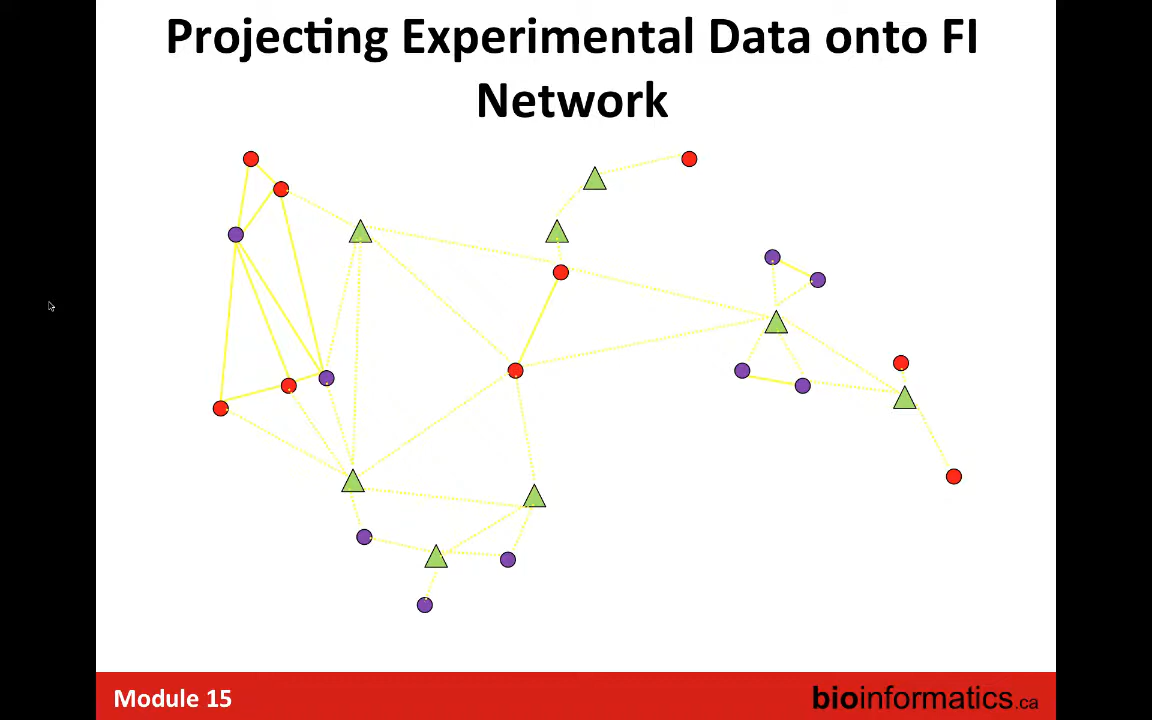 Projecting Experimental Data onto FI
Network
Module 15
bioinformatics.ca